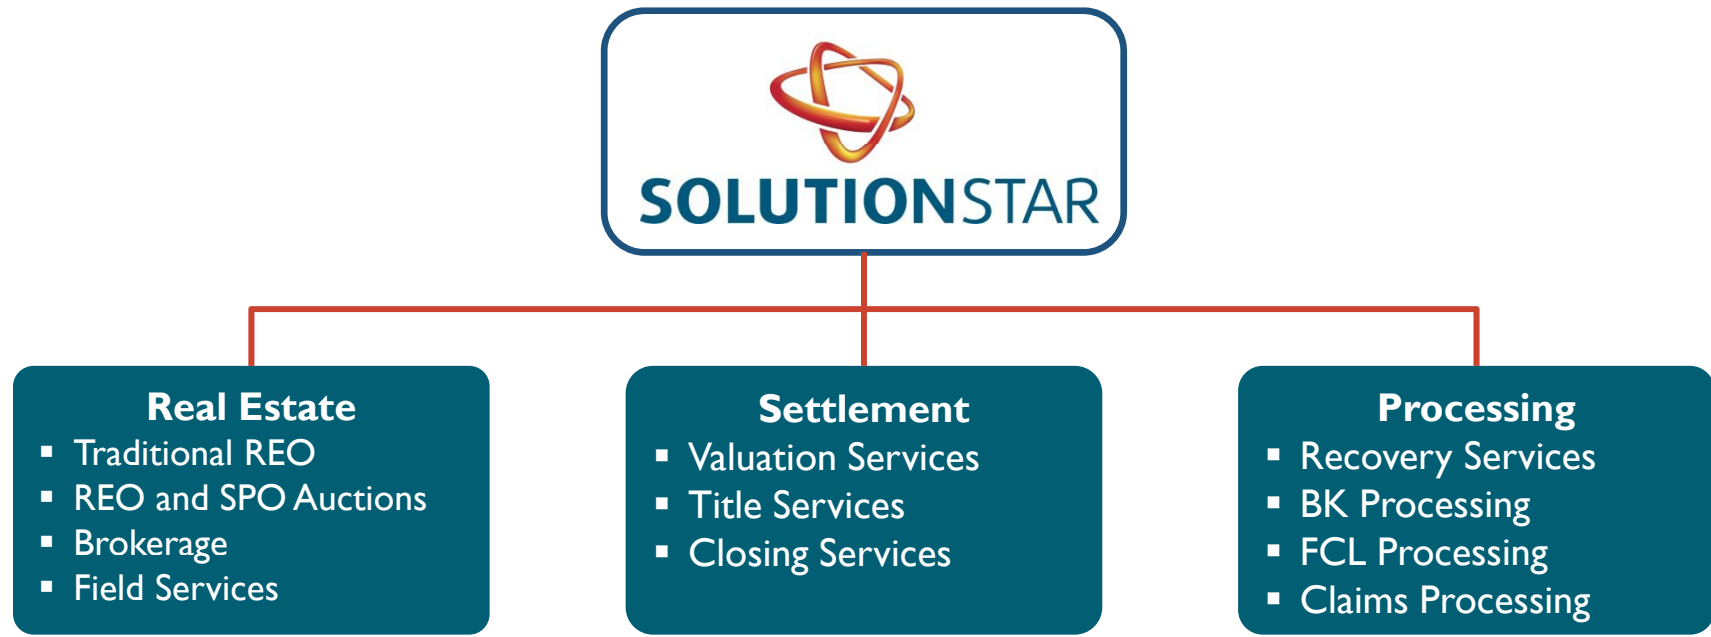 SOLUTIONSTAR
Real Estate
▪ Traditional REO
▪ REO and SPO Auctions
▪ Brokerage
▪ Field Services
Settlement
▪ Valuation Services
▪ Title Services
▪ Closing Services
Processing
▪ Recovery Services
▪ BK Processing
▪ FCL Processing
▪ Claims Processing